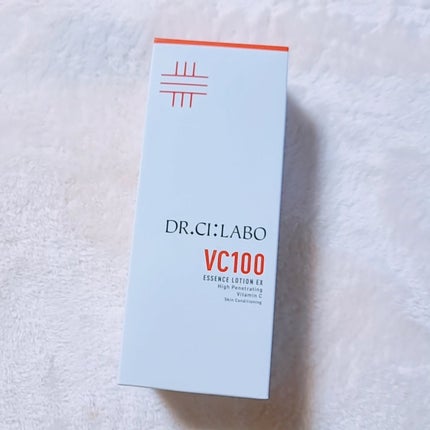 DR.CI:LABO
VC100
ESSENCE LOTION EX
High Penetrating
Vitamin C
Skin Conditioning